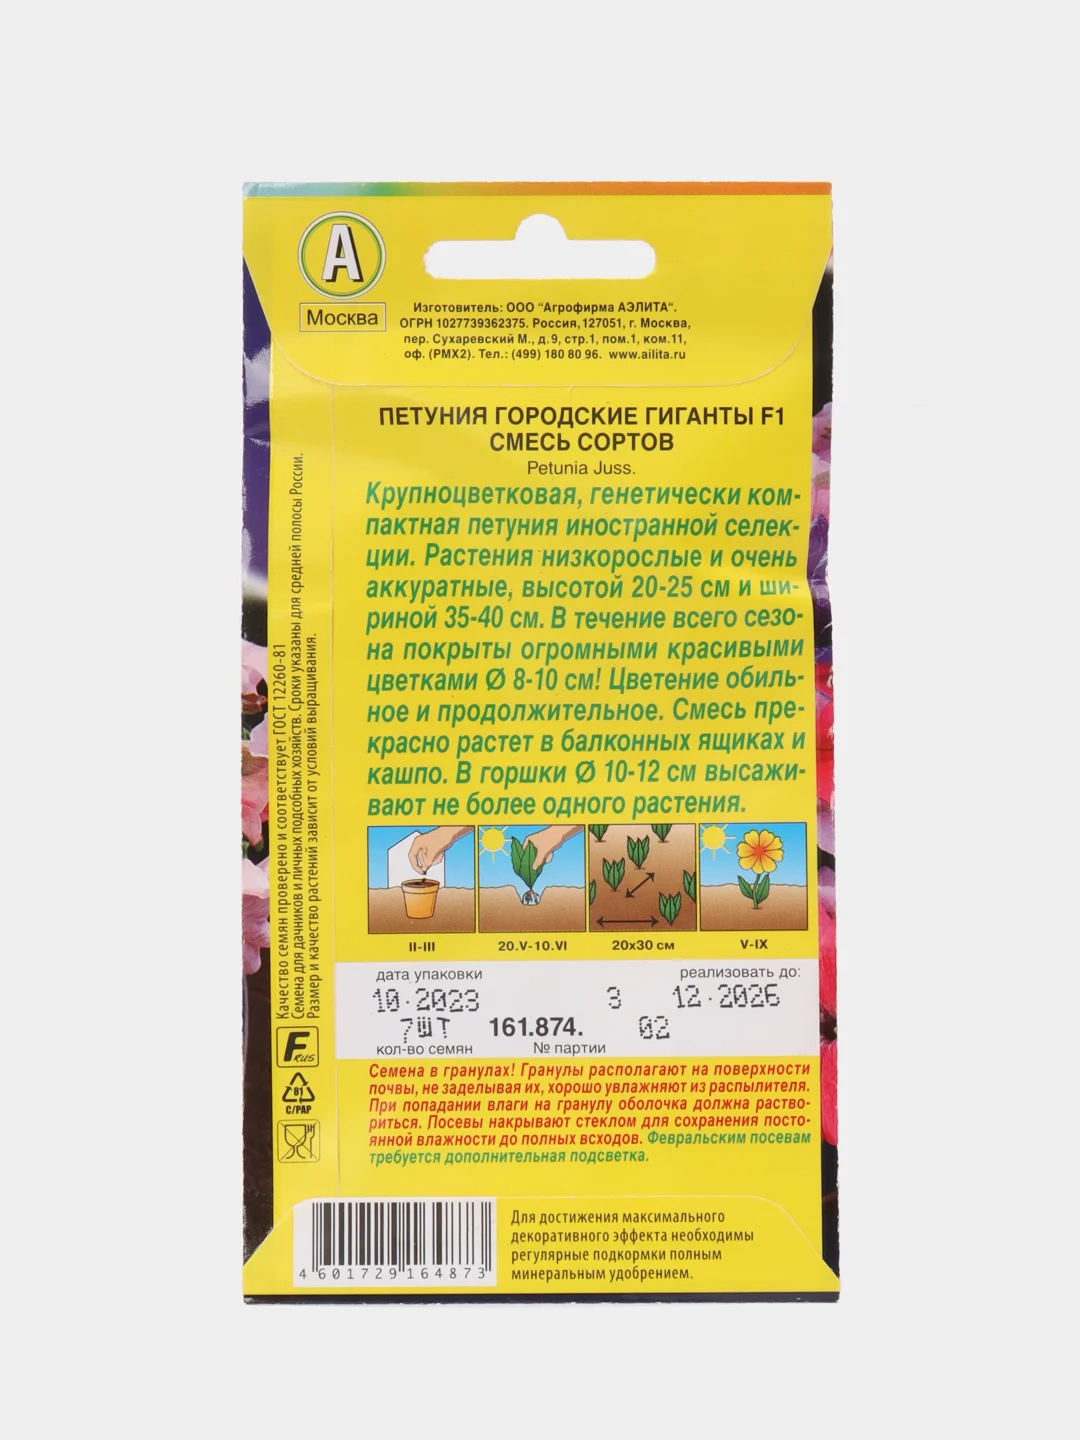 А
Москва
Изготовитель: ООО "Агрофирма АЭЛИТА".
ОГРН 1027739362375. Россия,127051, г. Москва,
пер. Сухаревский М., д.9, стр.1, пом.1, ком.11,
оф. (РМХ2). Тел.: (499) 180 80 96. www.ailita.ru
ПЕТУНИЯ ГОРОДСКИЕ ГИГАНТЫ F1
СМЕСЬ СОРТОВ
Petunia Juss.
Крупноцветковая, генетически ком-
пактная петуния иностранной селек-
ции. Растения низкорослые и очень
аккуратные, высотой 20-25 см и ши-
риной 35-40 см. В течение всего сезо-
на покрыты огромными красивыми
цветками Ø 8-10 см! Цветение обиль-
ное и продолжительное. Смесь пре-
красно растет в балконных ящиках и
кашпо. В горшки Ø 10-12 см высажи-
вают не более одного растения.
II-III
20.V-10.VI
20x30 см
V-IX
дата упаковки
реализовать до:
10.2023
3
12.2026
7ШТ
161.874.
02
кол-во семян
№ партии
Семена в гранулах! Гранулы располагают на поверхности
почвы, не заделывая их, хорошо увлажняют из распылителя.
При попадании влаги на гранулу оболочка должна раство-
риться. Посевы накрывают стеклом для сохранения посто-
янной влажности до полных всходов. Февральским посевам
требуется дополнительная подсветка.
Качество семян проверено и соответствует ГОСТ 12260-81
Семена для дачников и личных подсобных хозяйств. Сроки указаны для средней полосы России.
Размер и качество растений зависит от условий выращивания.
F RUS
81
C/PAP
4 601729 164873
Для достижения максимального
декоративного эффекта необходимы
регулярные подкормки полным
минеральным удобрением.